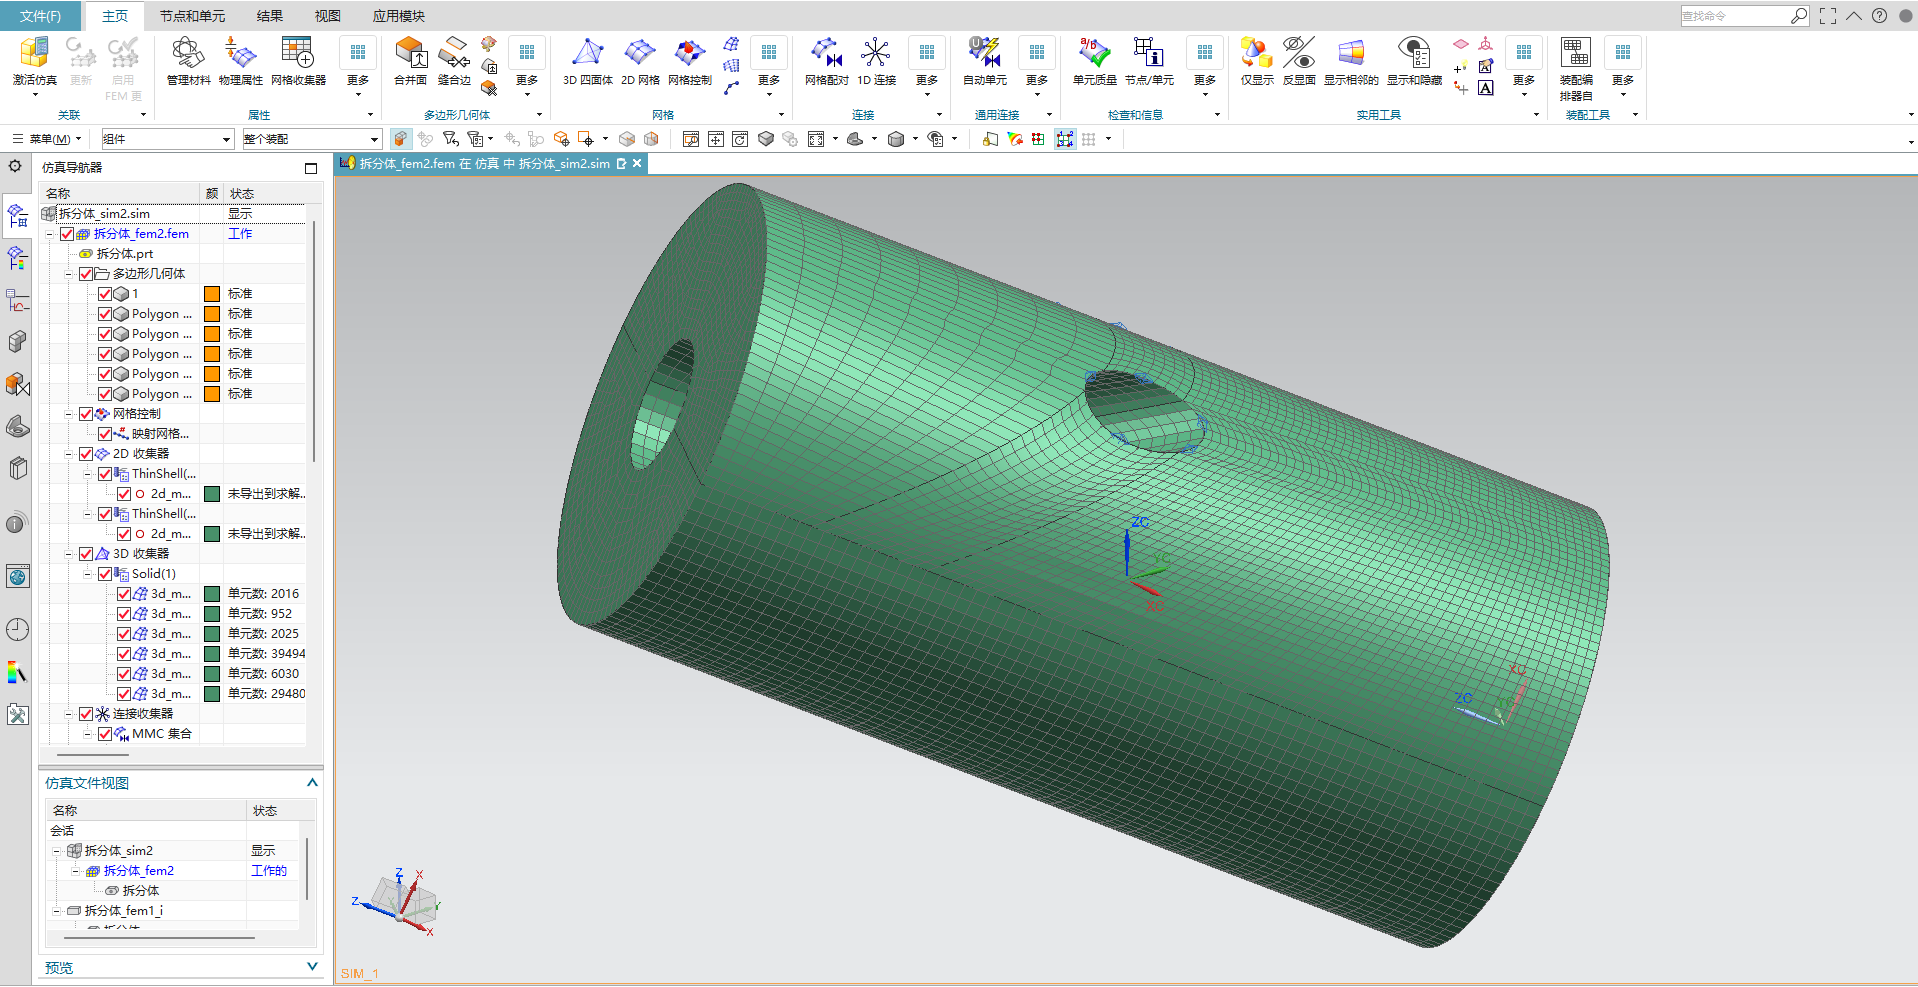 文件(F) 主页 节点和单元 结果 视图 应用模块 查找命令
激活仿真 更新 启用 FEM 更 管理材料 物理属性 网格收集器 更多 合并面 缝合边 更多 3D 四面体 2D 网格 网格控制 更多 网格配对 1D 连接 更多 自动单元 更多 单元质量 节点/单元 更多 仅显示 反显面 显示相邻的 显示和隐藏 更多 装配编排器自 更多
关联 属性 多边形几何体 网格 连接 通用连接 检查和信息 实用工具 装配工具
菜单(M) 组件 整个装配
仿真导航器
拆分体_fem2.fem 在 仿真 中 拆分体_sim2.sim
名称 颜 状态
拆分体_sim2.sim 显示
拆分体_fem2.fem 工作
拆分体.prt
多边形几何体
1 标准
Polygon ... 标准
Polygon ... 标准
Polygon ... 标准
Polygon ... 标准
Polygon ... 标准
网格控制
映射网格...
2D 收集器
ThinShell(...
2d_m... 未导出到求解...
ThinShell(...
2d_m... 未导出到求解...
3D 收集器
Solid(1)
3d_m... 单元数: 2016
3d_m... 单元数: 952
3d_m... 单元数: 2025
3d_m... 单元数: 39494
3d_m... 单元数: 6030
3d_m... 单元数: 29480
连接收集器
MMC 集合
仿真文件视图
名称 状态
会话
拆分体_sim2 显示
拆分体_fem2 工作的
拆分体
拆分体_fem1_i
拆分体
预览
ZC
YC
XC
XC
ZC
Z
X
Z
Y
X
SIM_1